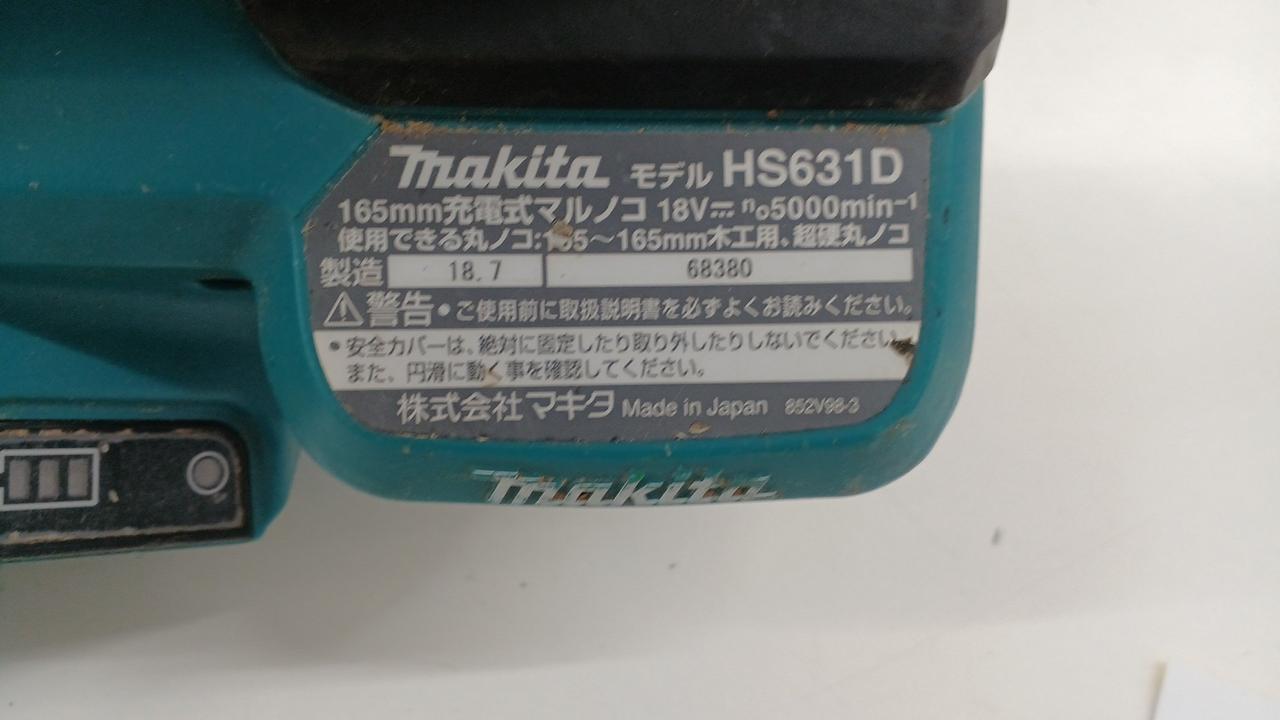 makita モデル HS631D
165mm充電式マルノコ 18V⎓ n₀5000min⁻¹
使用できる丸ノコ:165～165mm木工用、超硬丸ノコ
製造 18.7 68380
⚠警告 •ご使用前に取扱説明書を必ずよくお読みください。
•安全カバーは、絶対に固定したり取り外したりしないでください。
また、円滑に動く事を確認してください。
株式会社マキタ Made in Japan 852V98-3
makita